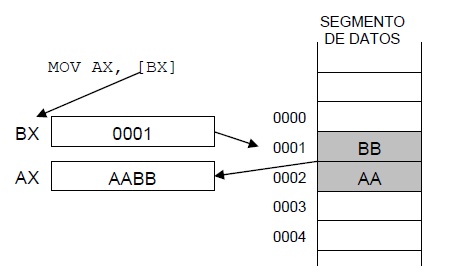 SEGMENTO
DE DATOS
MOV AX, [BX]
0000
BX 0001 0001 BB
AX AABB 0002 AA
0003
0004